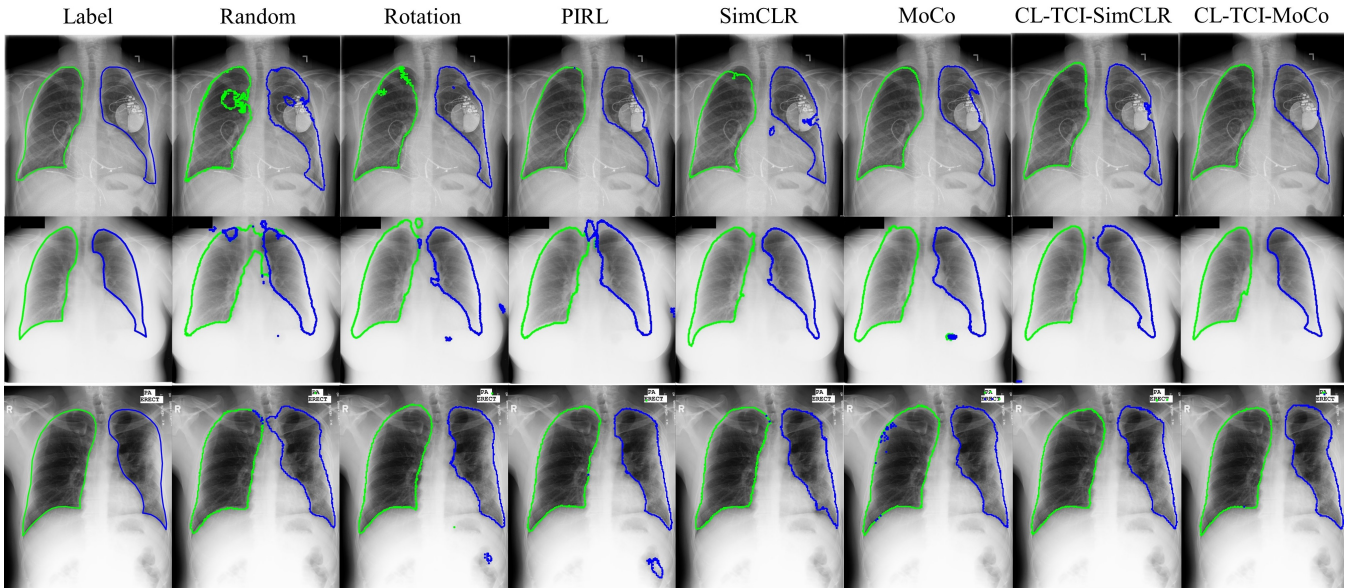 Label Random Rotation PIRL SimCLR MoCo CL-TCI-SimCLR CL-TCI-MoCo
R PA R PA R PA R PA R PA R PA R PA R PA
ERECT ERECT ERECT ERECT ERECT ERECT ERECT